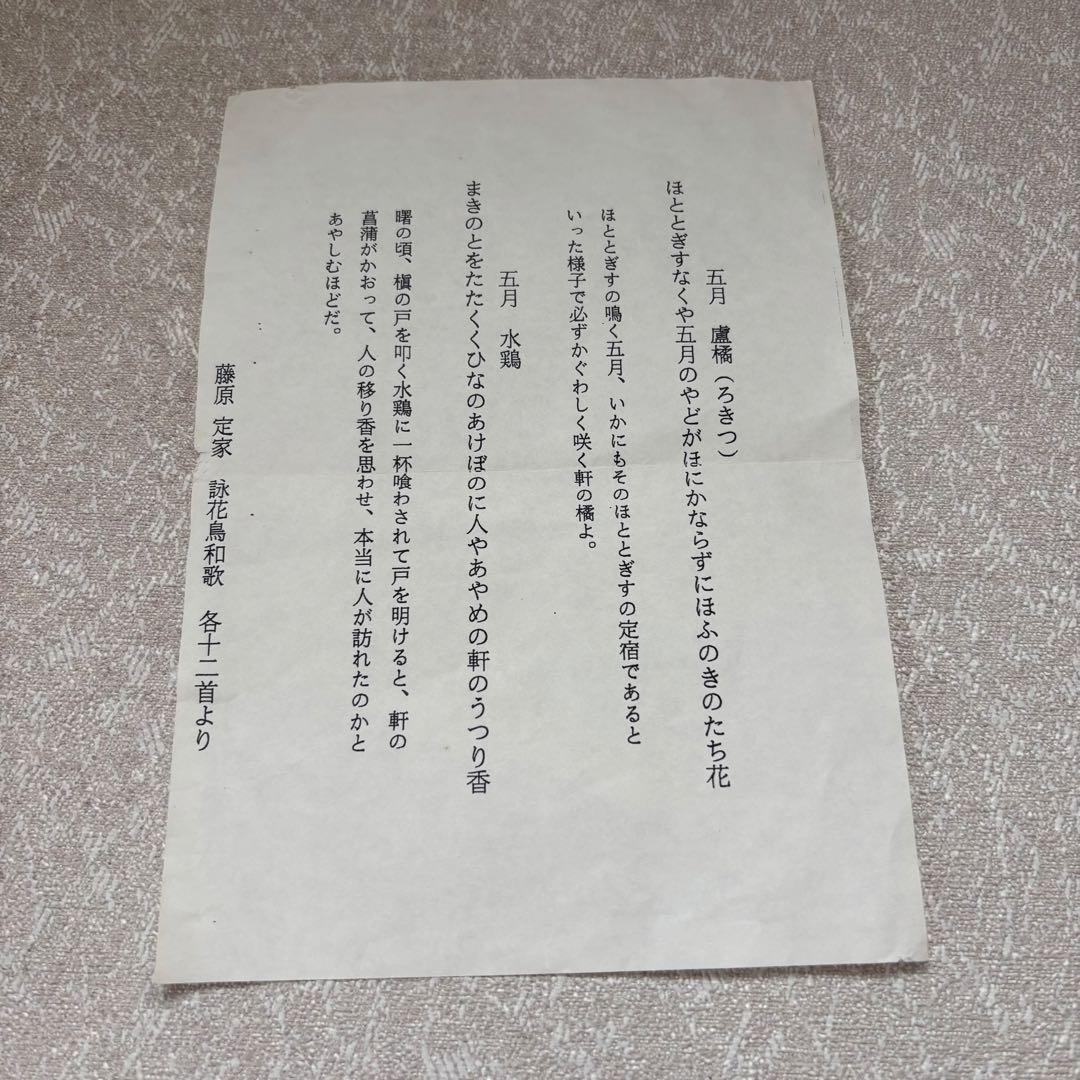 五月　盧橘（ろきつ）
ほととぎすなくや五月のやどがほにかならずにほふのきのたち花
ほととぎすの鳴く五月、いかにもそのほととぎすの定宿であると
いった様子で必ずかぐわしく咲く軒の橘よ。
五月　水鶏
まきのとをたたくくひなのあけぼのに人やあやめの軒のうつり香
曙の頃、槇の戸を叩く水鶏に一杯喰わされて戸を明けると、軒の
菖蒲がかおって、人の移り香を思わせ、本当に人が訪れたのかと
あやしむほどだ。
藤原 定家　詠花鳥和歌　各十二首より